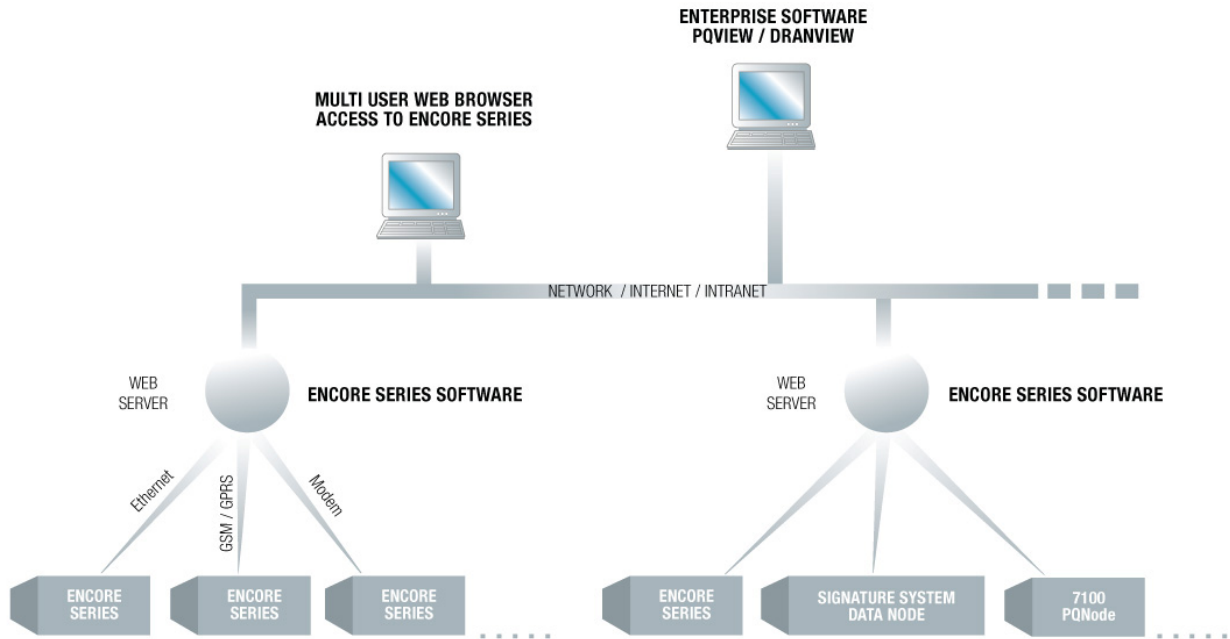 ENTERPRISE SOFTWARE
PQVIEW / DRANVIEW
MULTI USER WEB BROWSER
ACCESS TO ENCORE SERIES
NETWORK / INTERNET / INTRANET
WEB
SERVER
ENCORE SERIES SOFTWARE
WEB
SERVER
ENCORE SERIES SOFTWARE
Ethernet
GSM / GPRS
Modem
ENCORE
SERIES
ENCORE
SERIES
ENCORE
SERIES
ENCORE
SERIES
SIGNATURE SYSTEM
DATA NODE
7100
PQNode